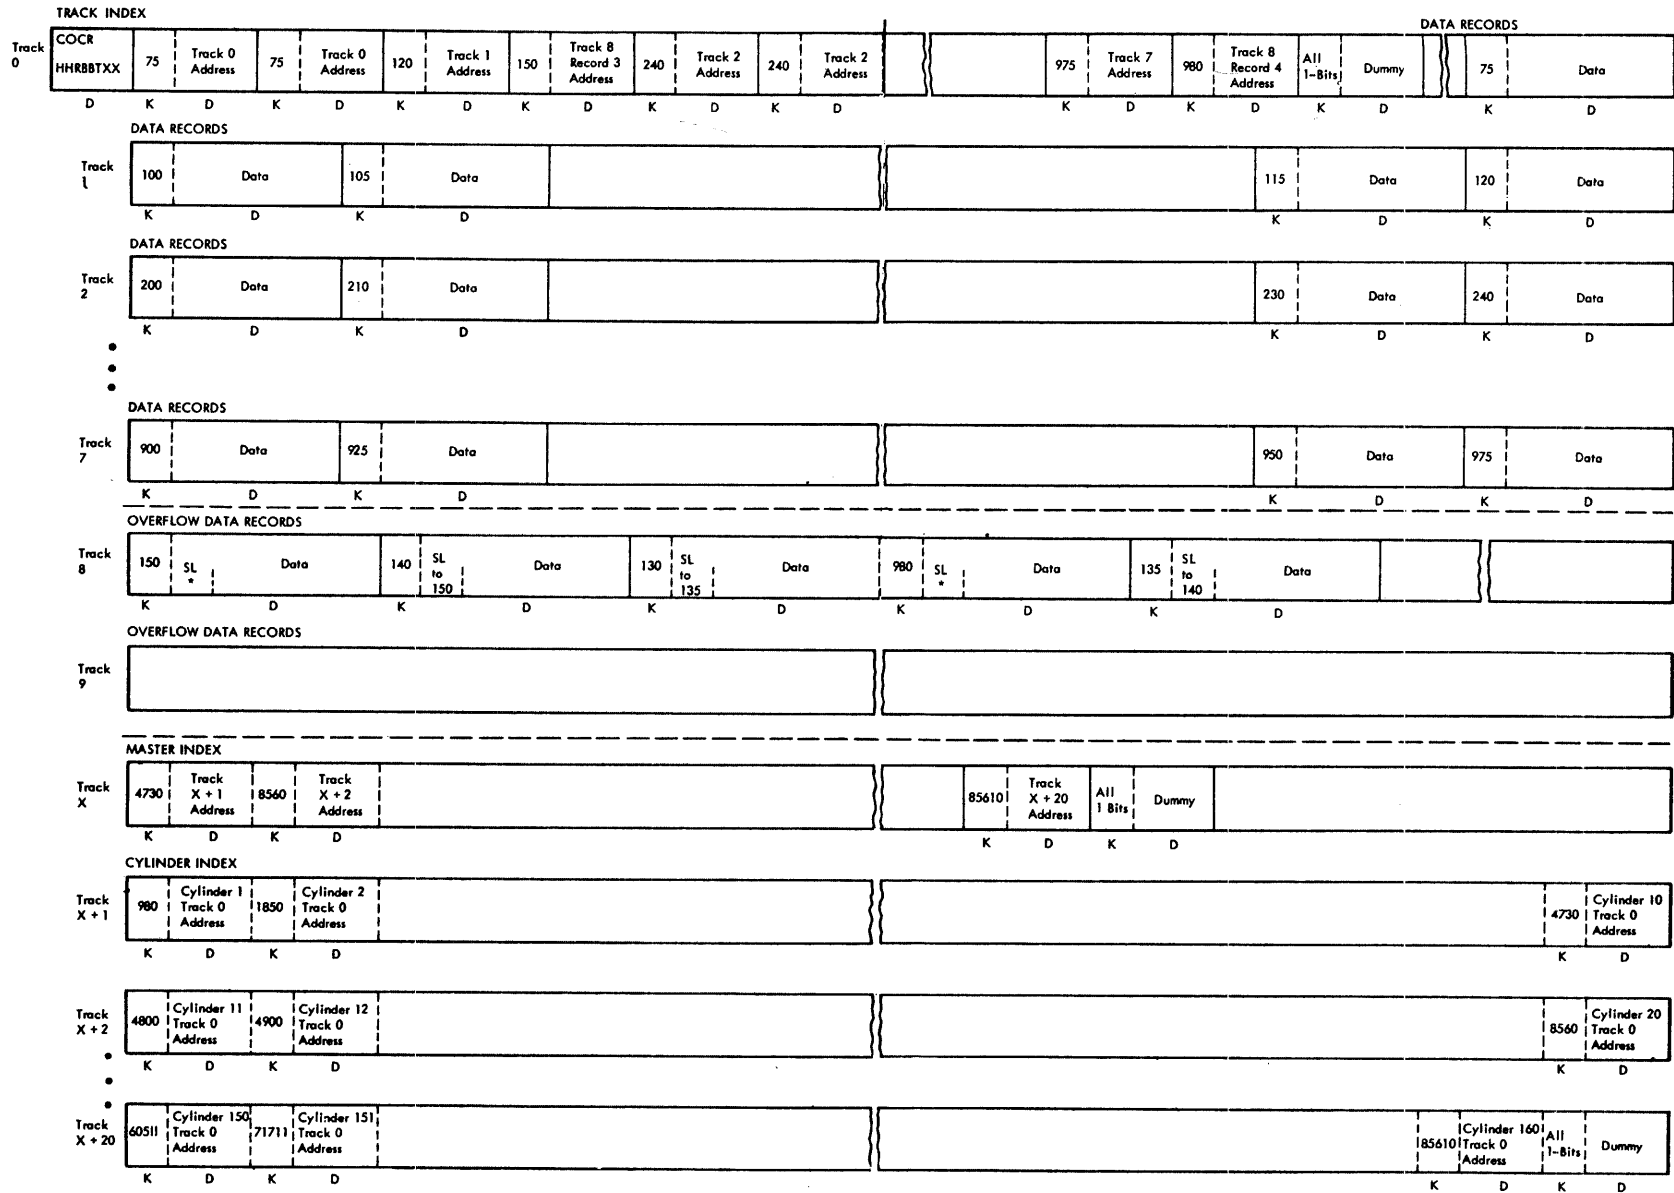 TRACK INDEX
DATA RECORDS
Track 0
COCR HHRBBTXX 75 Track 0 Address 75 Track 0 Address 120 Track 1 Address 150 Track 8 Record 3 Address 240 Track 2 Address 240 Track 2 Address 975 Track 7 Address 980 Track 8 Record 4 Address All 1-Bits Dummy 75 Data
D K D K D K D K D K D K D K D K D K D K D
DATA RECORDS
Track 1
100 Data 105 Data 115 Data 120 Data
K D K D K D K D
DATA RECORDS
Track 2
200 Data 210 Data 230 Data 240 Data
K D K D K D K D
DATA RECORDS
Track 7
900 Data 925 Data 950 Data 975 Data
K D K D K D K D
OVERFLOW DATA RECORDS
Track 8
150 SL * Data 140 SL to 150 Data 130 SL to 135 Data 980 SL * Data 135 SL to 140 Data
K D K D K D K D K D
OVERFLOW DATA RECORDS
Track 9
MASTER INDEX
Track X
4730 Track X + 1 Address 8560 Track X + 2 Address 85610 Track X + 20 Address All 1 Bits Dummy
K D K D K D K D
CYLINDER INDEX
Track X + 1
980 Cylinder 1 Track 0 Address 1850 Cylinder 2 Track 0 Address 4730 Cylinder 10 Track 0 Address
K D K D K D
Track X + 2
4800 Cylinder 11 Track 0 Address 4900 Cylinder 12 Track 0 Address 8560 Cylinder 20 Track 0 Address
K D K D K D
Track X + 20
60511 Cylinder 150 Track 0 Address 71711 Cylinder 151 Track 0 Address 85610 Cylinder 160 Track 0 Address All 1-Bits Dummy
K D K D K D K D